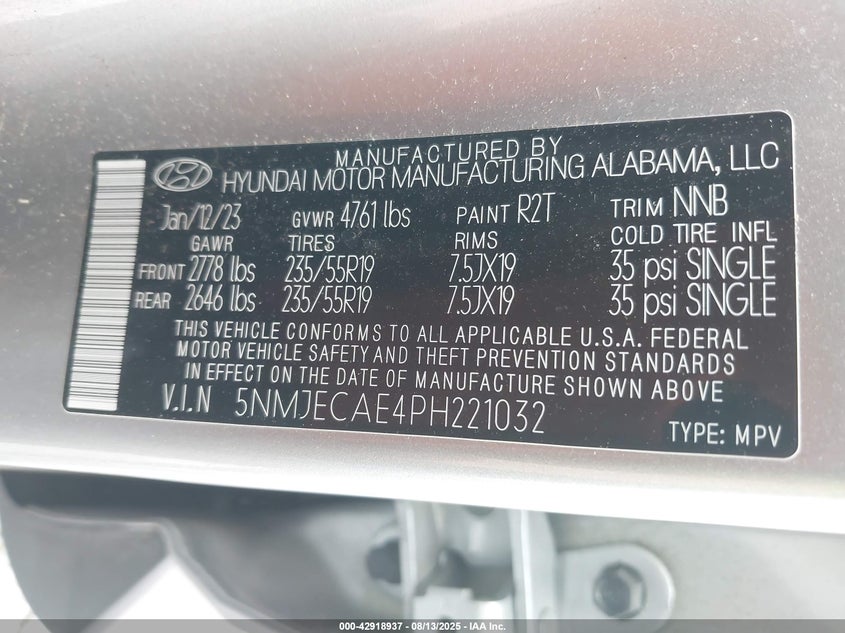 MANUFACTURED BY
HYUNDAI MOTOR MANUFACTURING ALABAMA, LLC
Jan/12/23 GVWR 4761 lbs PAINT R2T TRIM NNB
GAWR TIRES RIMS COLD TIRE INFL
FRONT 2778 lbs 235/55R19 7.5JX19 35 psi SINGLE
REAR 2646 lbs 235/55R19 7.5JX19 35 psi SINGLE
THIS VEHICLE CONFORMS TO ALL APPLICABLE U.S.A. FEDERAL
MOTOR VEHICLE SAFETY AND THEFT PREVENTION STANDARDS
IN EFFECT ON THE DATE OF MANUFACTURE SHOWN ABOVE
V.I.N 5NMJECAE4PH221032
TYPE: MPV
000-42918937 - 08/13/2025 - IAA Inc.